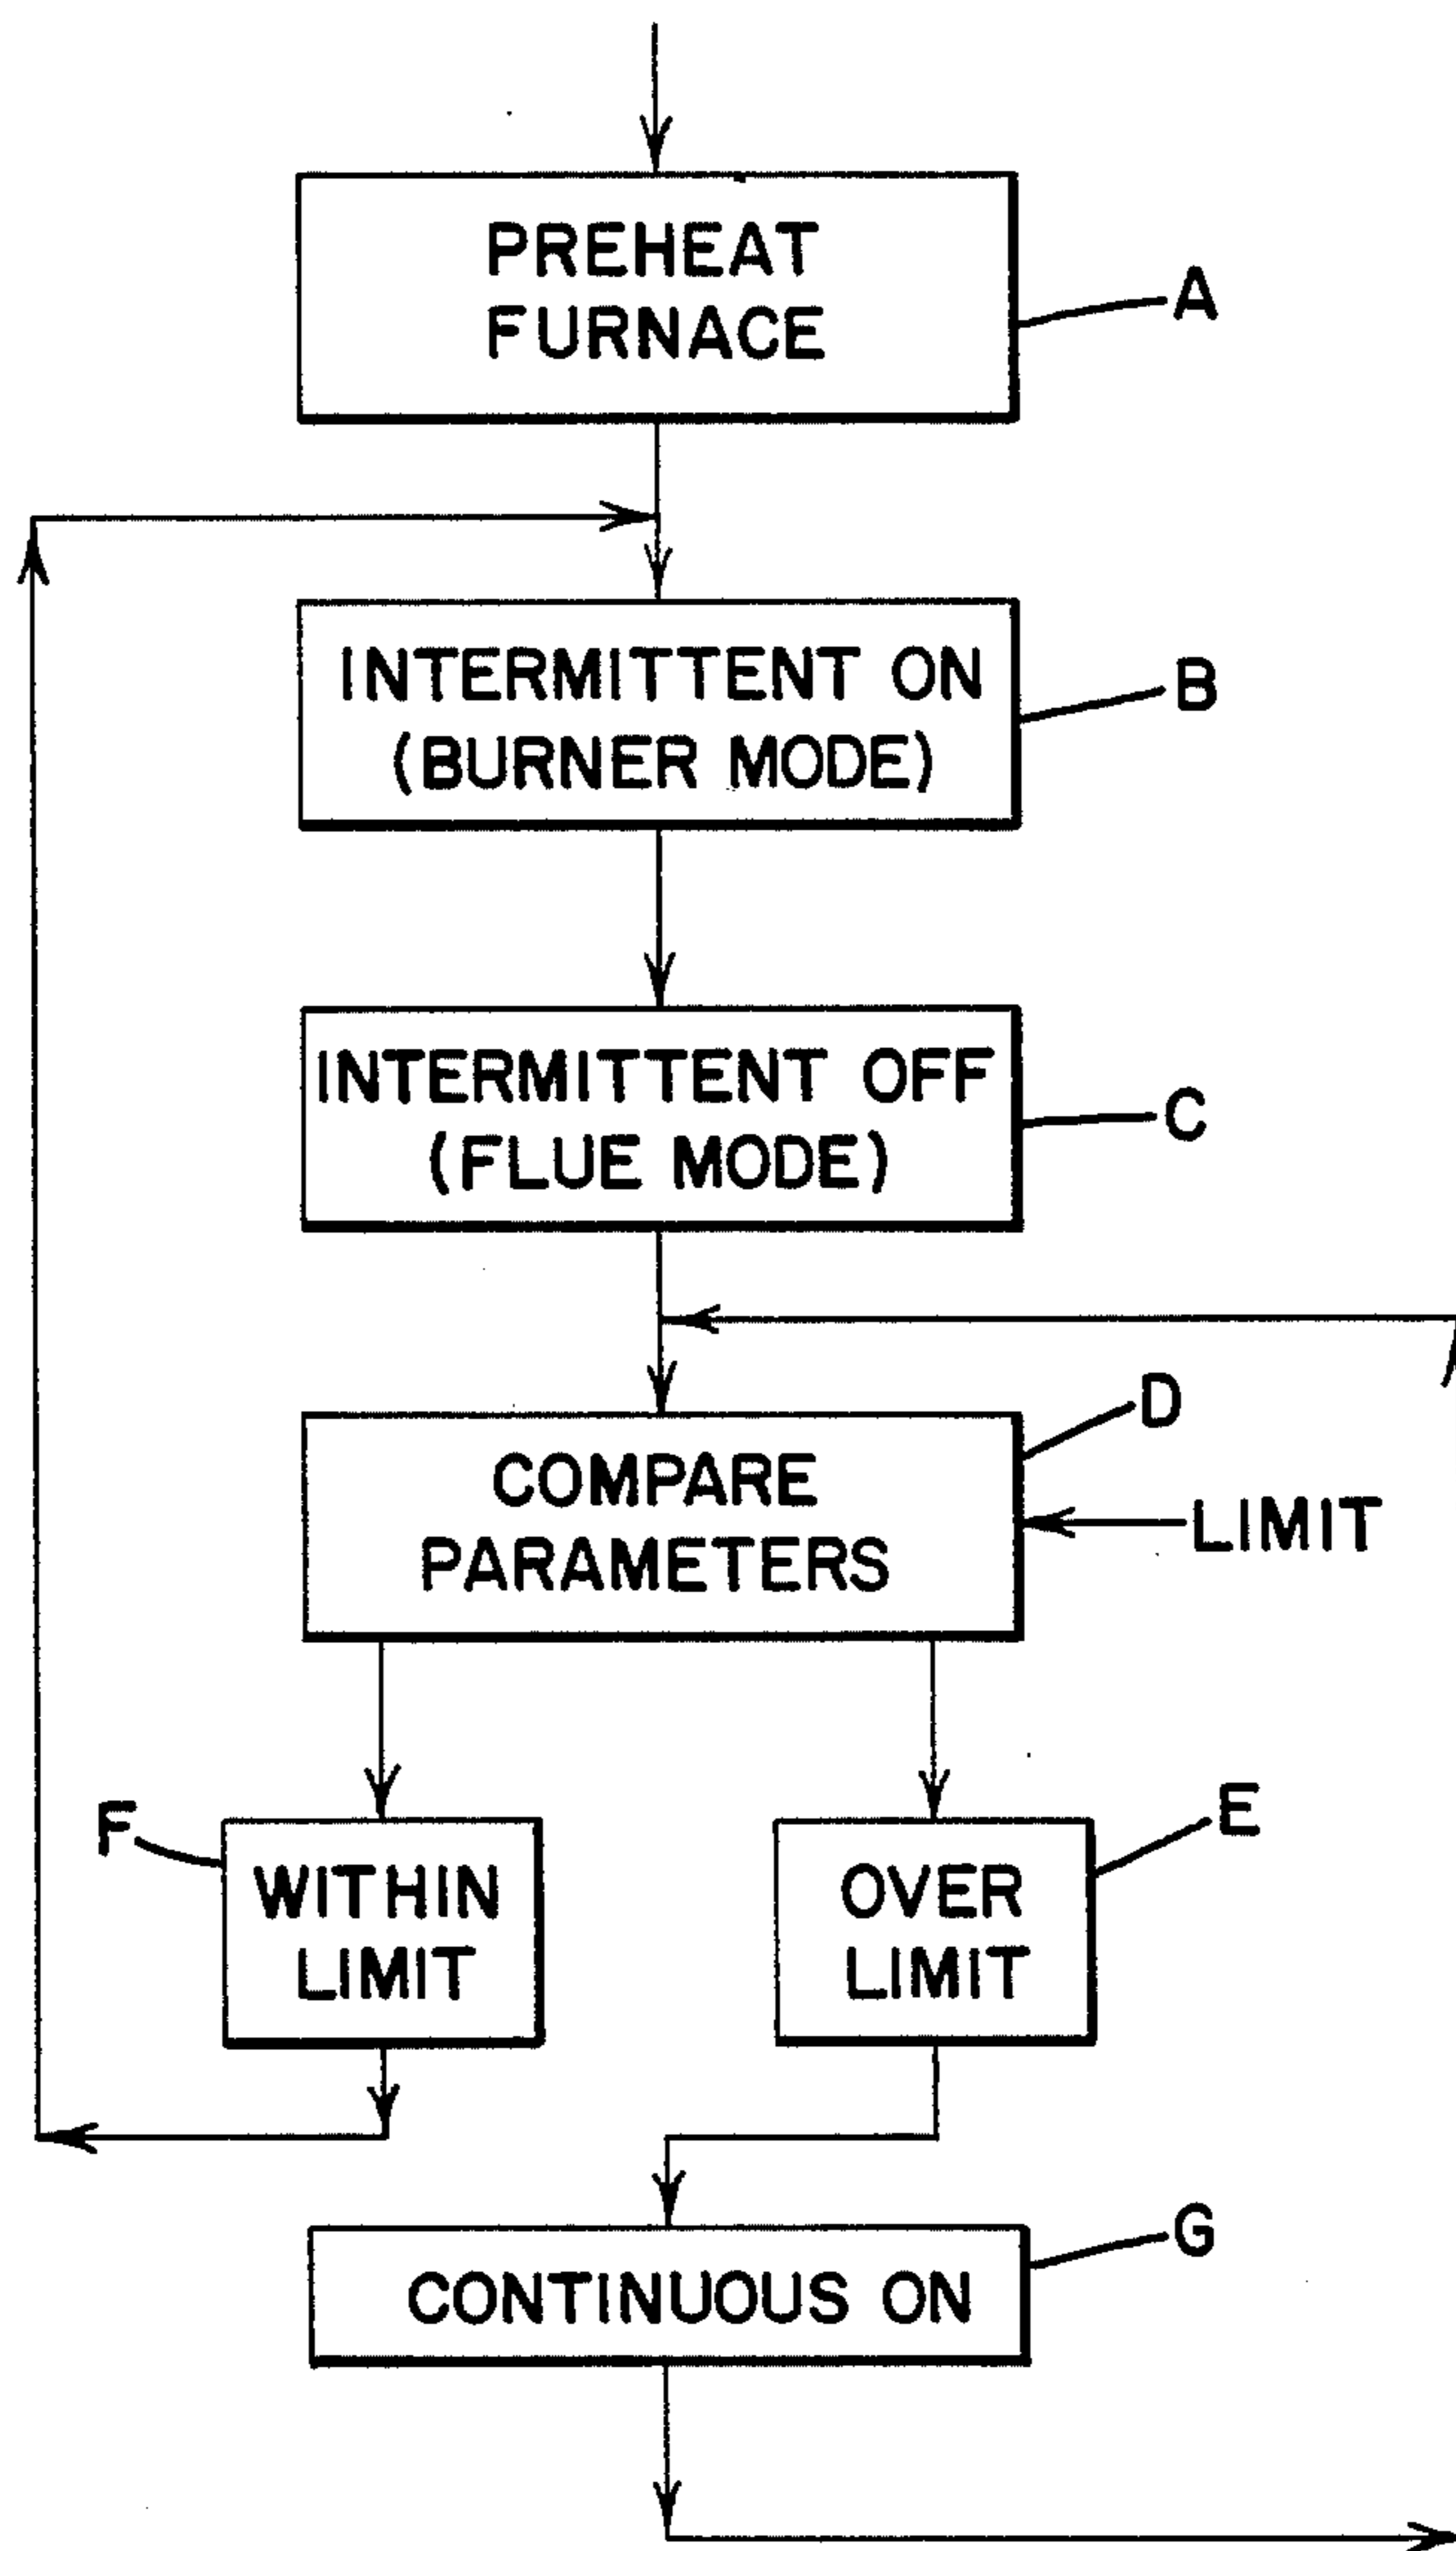 PREHEAT
FURNACE
A
INTERMITTENT ON
(BURNER MODE)
B
INTERMITTENT OFF
(FLUE MODE)
C
D
COMPARE
PARAMETERS
LIMIT
F
WITHIN
LIMIT
E
OVER
LIMIT
G
CONTINUOUS ON